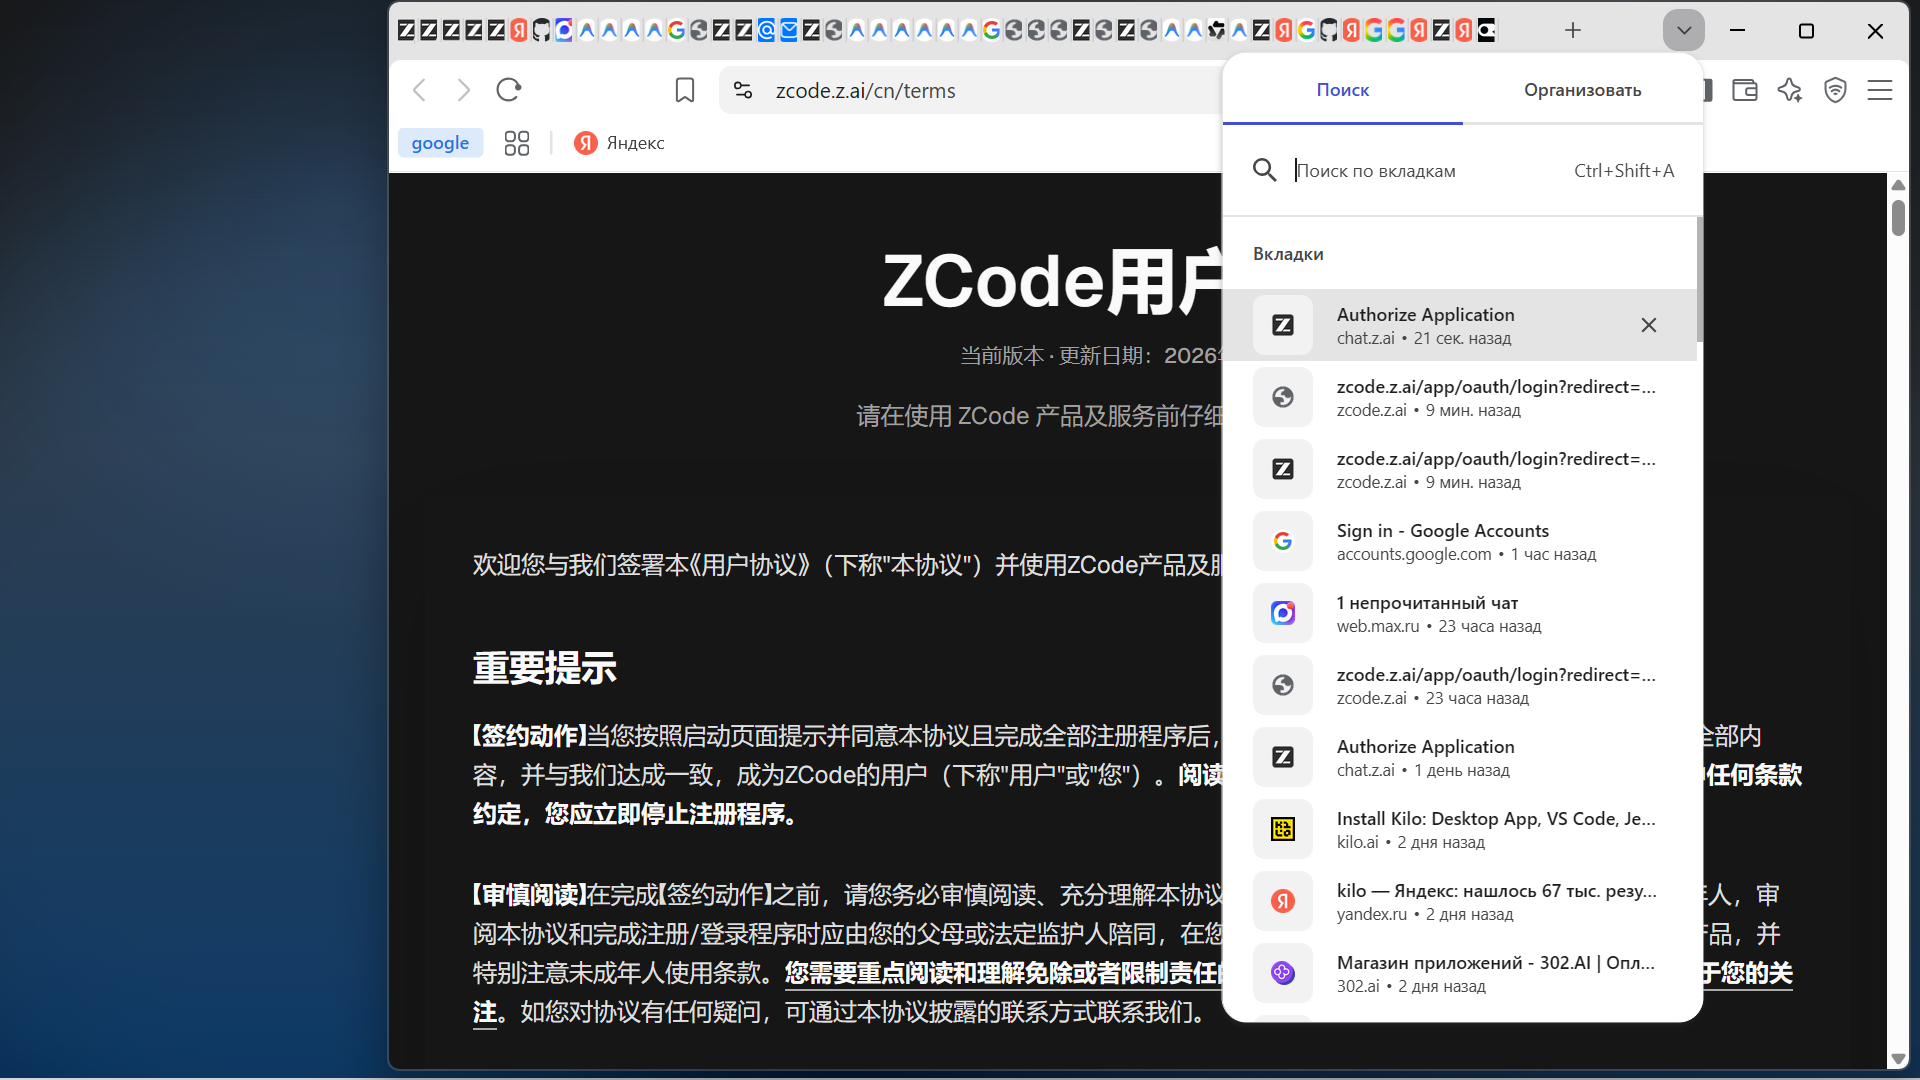 zcode.z.ai/cn/terms
google
Яндекс
Поиск
Организовать
Поиск по вкладкам
Ctrl+Shift+A
Вкладки
Authorize Application
chat.z.ai • 21 сек. назад
zcode.z.ai/app/oauth/login?redirect=...
zcode.z.ai • 9 мин. назад
zcode.z.ai/app/oauth/login?redirect=...
zcode.z.ai • 9 мин. назад
Sign in - Google Accounts
accounts.google.com • 1 час назад
1 непрочитанный чат
web.max.ru • 23 часа назад
zcode.z.ai/app/oauth/login?redirect=...
zcode.z.ai • 23 часа назад
Authorize Application
chat.z.ai • 1 день назад
Install Kilo: Desktop App, VS Code, Je...
kilo.ai • 2 дня назад
kilo — Яндекс: нашлось 67 тыс. резу...
yandex.ru • 2 дня назад
Магазин приложений - 302.AI | Опл...
302.ai • 2 дня назад
ZCode用户
当前版本 · 更新日期：2026
请在使用 ZCode 产品及服务前仔细
欢迎您与我们签署本《用户协议》（下称"本协议"）并使用ZCode产品及服
重要提示
【签约动作】当您按照启动页面提示并同意本协议且完成全部注册程序后， 全部内
容，并与我们达成一致，成为ZCode的用户（下称"用户"或"您"）。阅读 任何条款
约定，您应立即停止注册程序。
【审慎阅读】在完成【签约动作】之前，请您务必审慎阅读、充分理解本协议 人，审
阅本协议和完成注册/登录程序时应由您的父母或法定监护人陪同，在您 产品，并
特别注意未成年人使用条款。您需要重点阅读和理解免除或者限制责任的 于您的关
注。如您对协议有任何疑问，可通过本协议披露的联系方式联系我们。